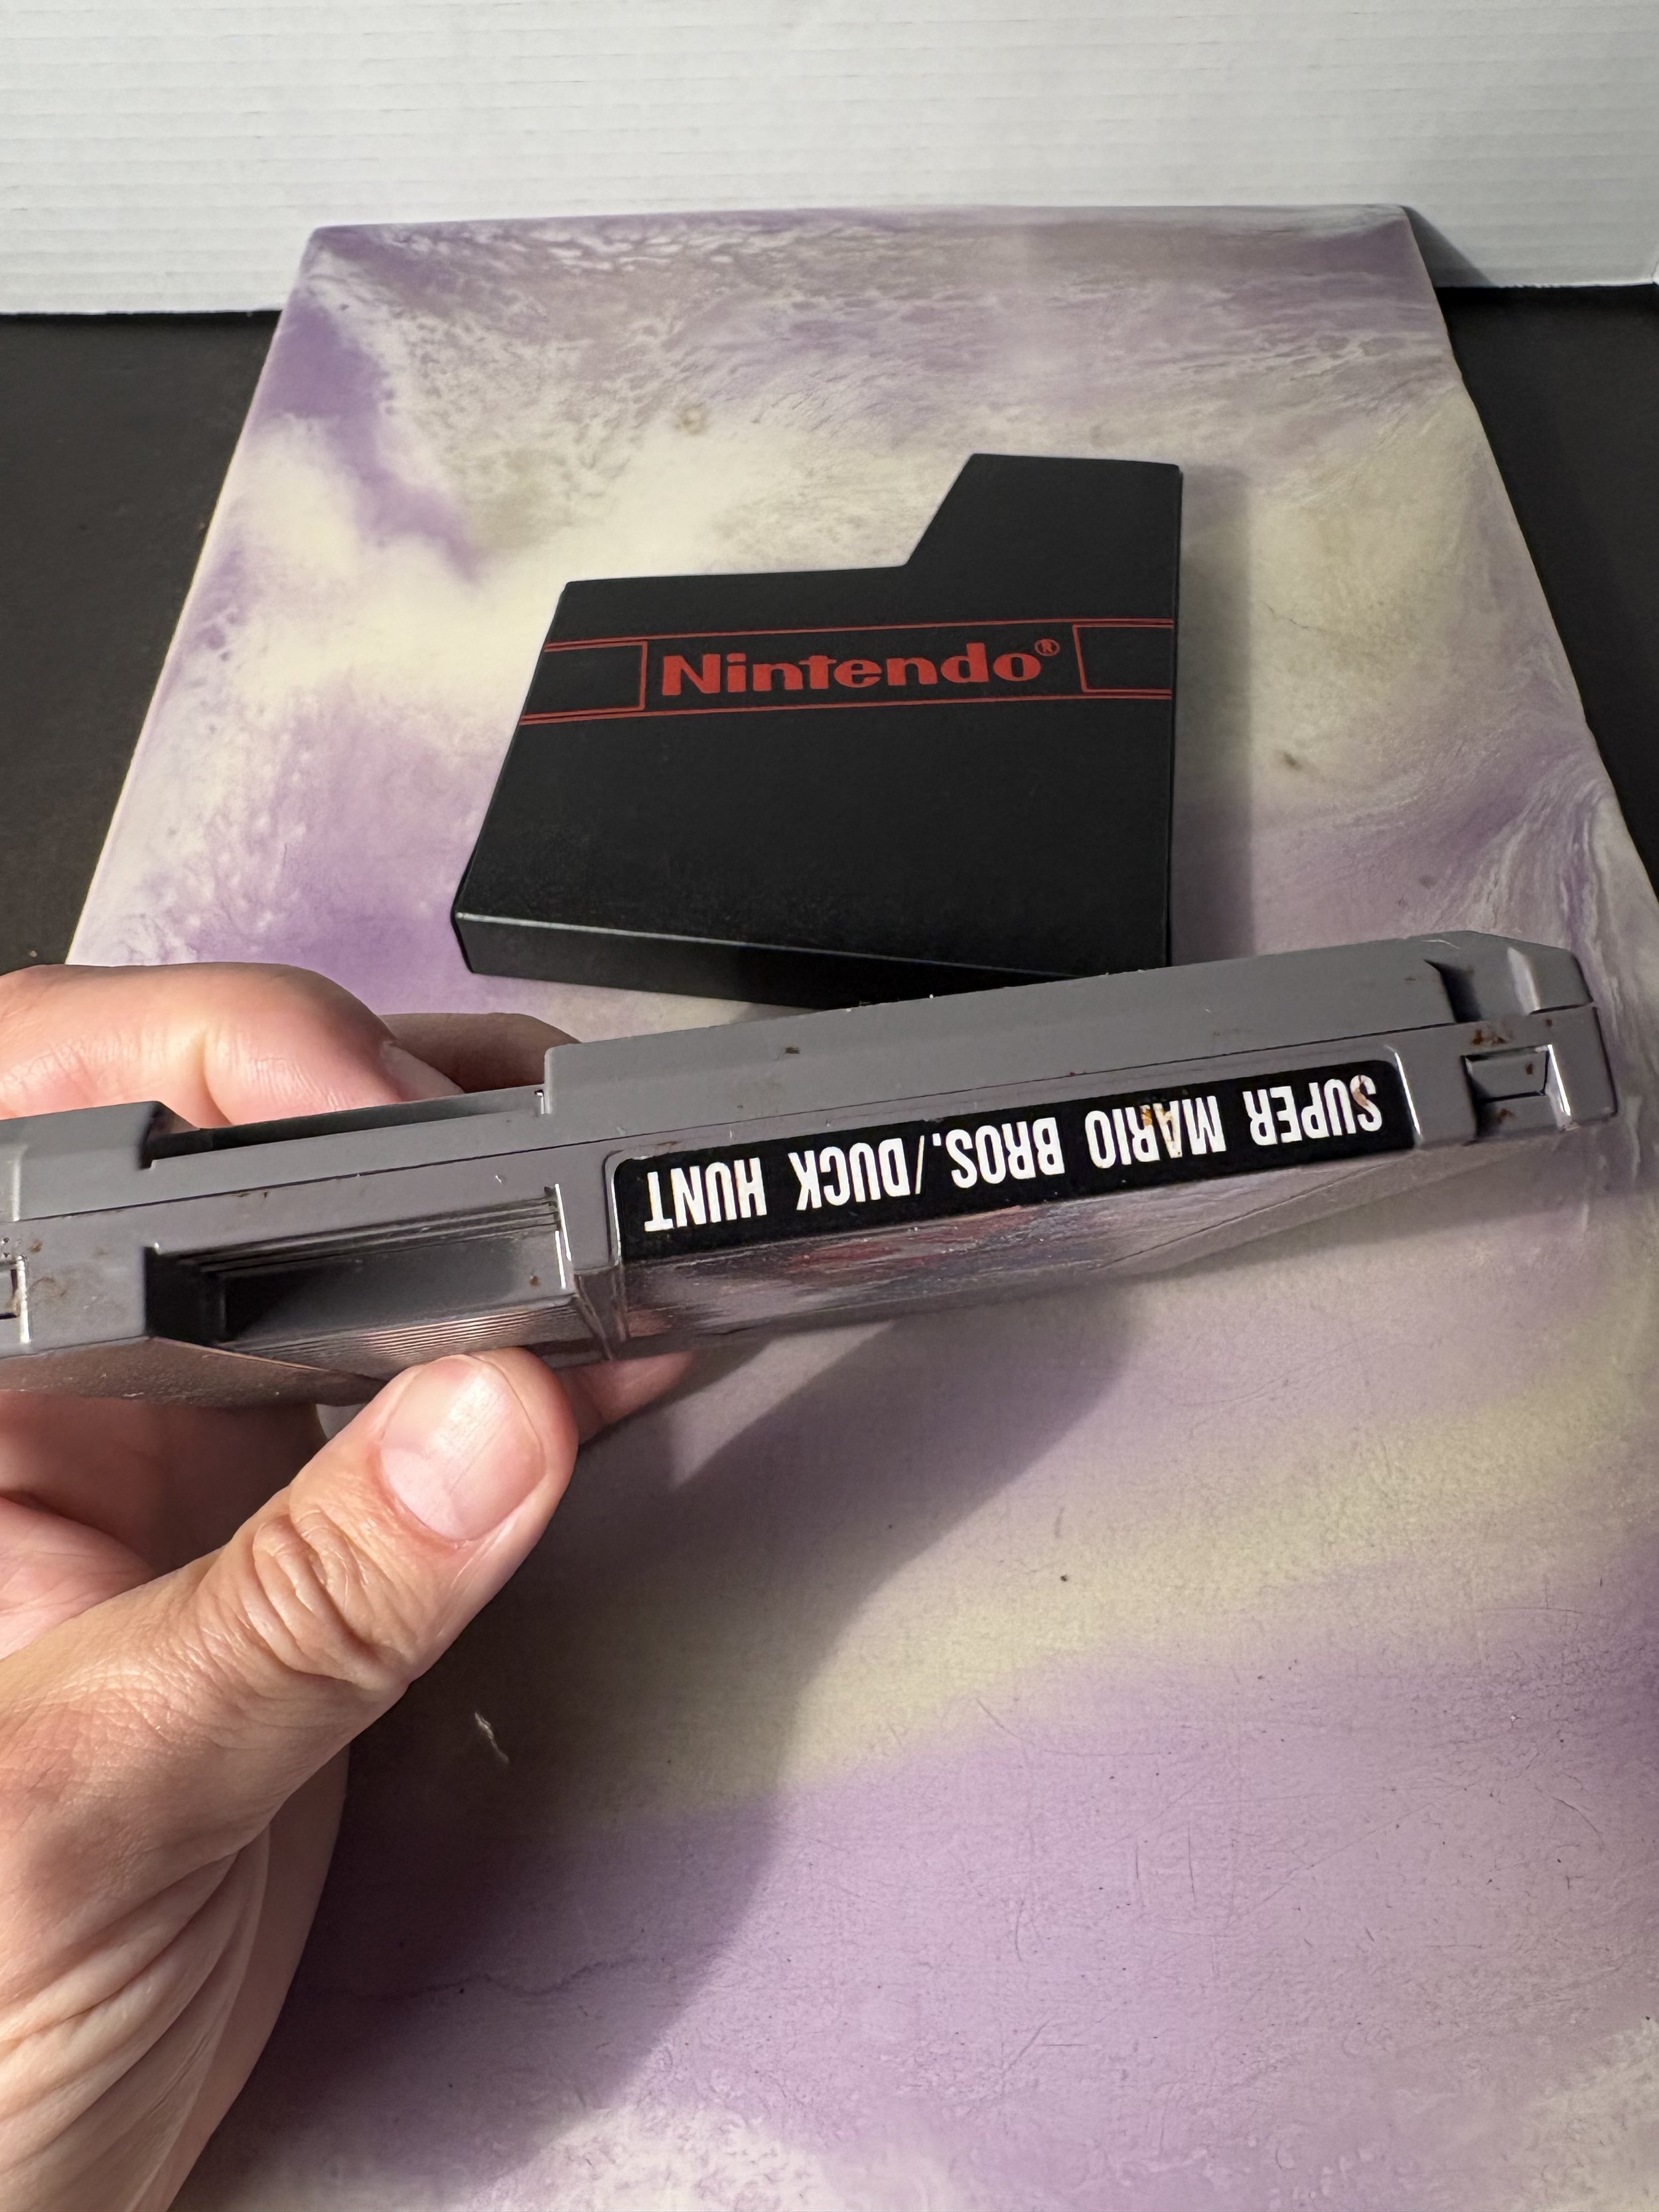 Nintendo®
SUPER MARIO BROS./DUCK HUNT